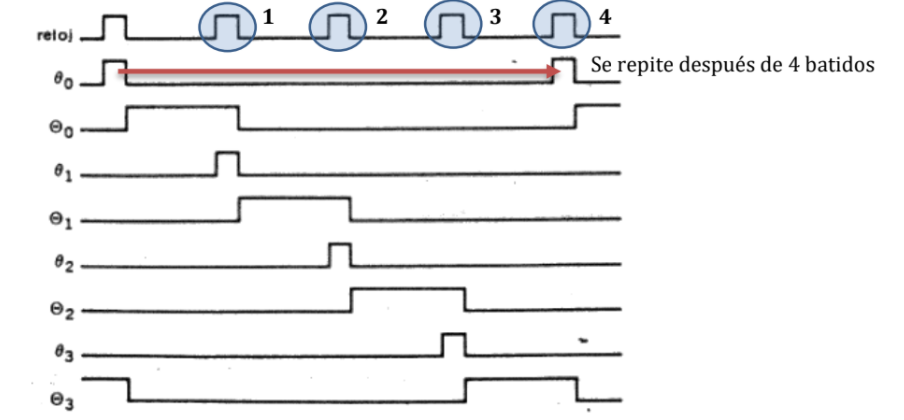 1 2 3 4
reloj
θ0 Se repite después de 4 batidos
Θ0
θ1
Θ1
θ2
Θ2
θ3
Θ3